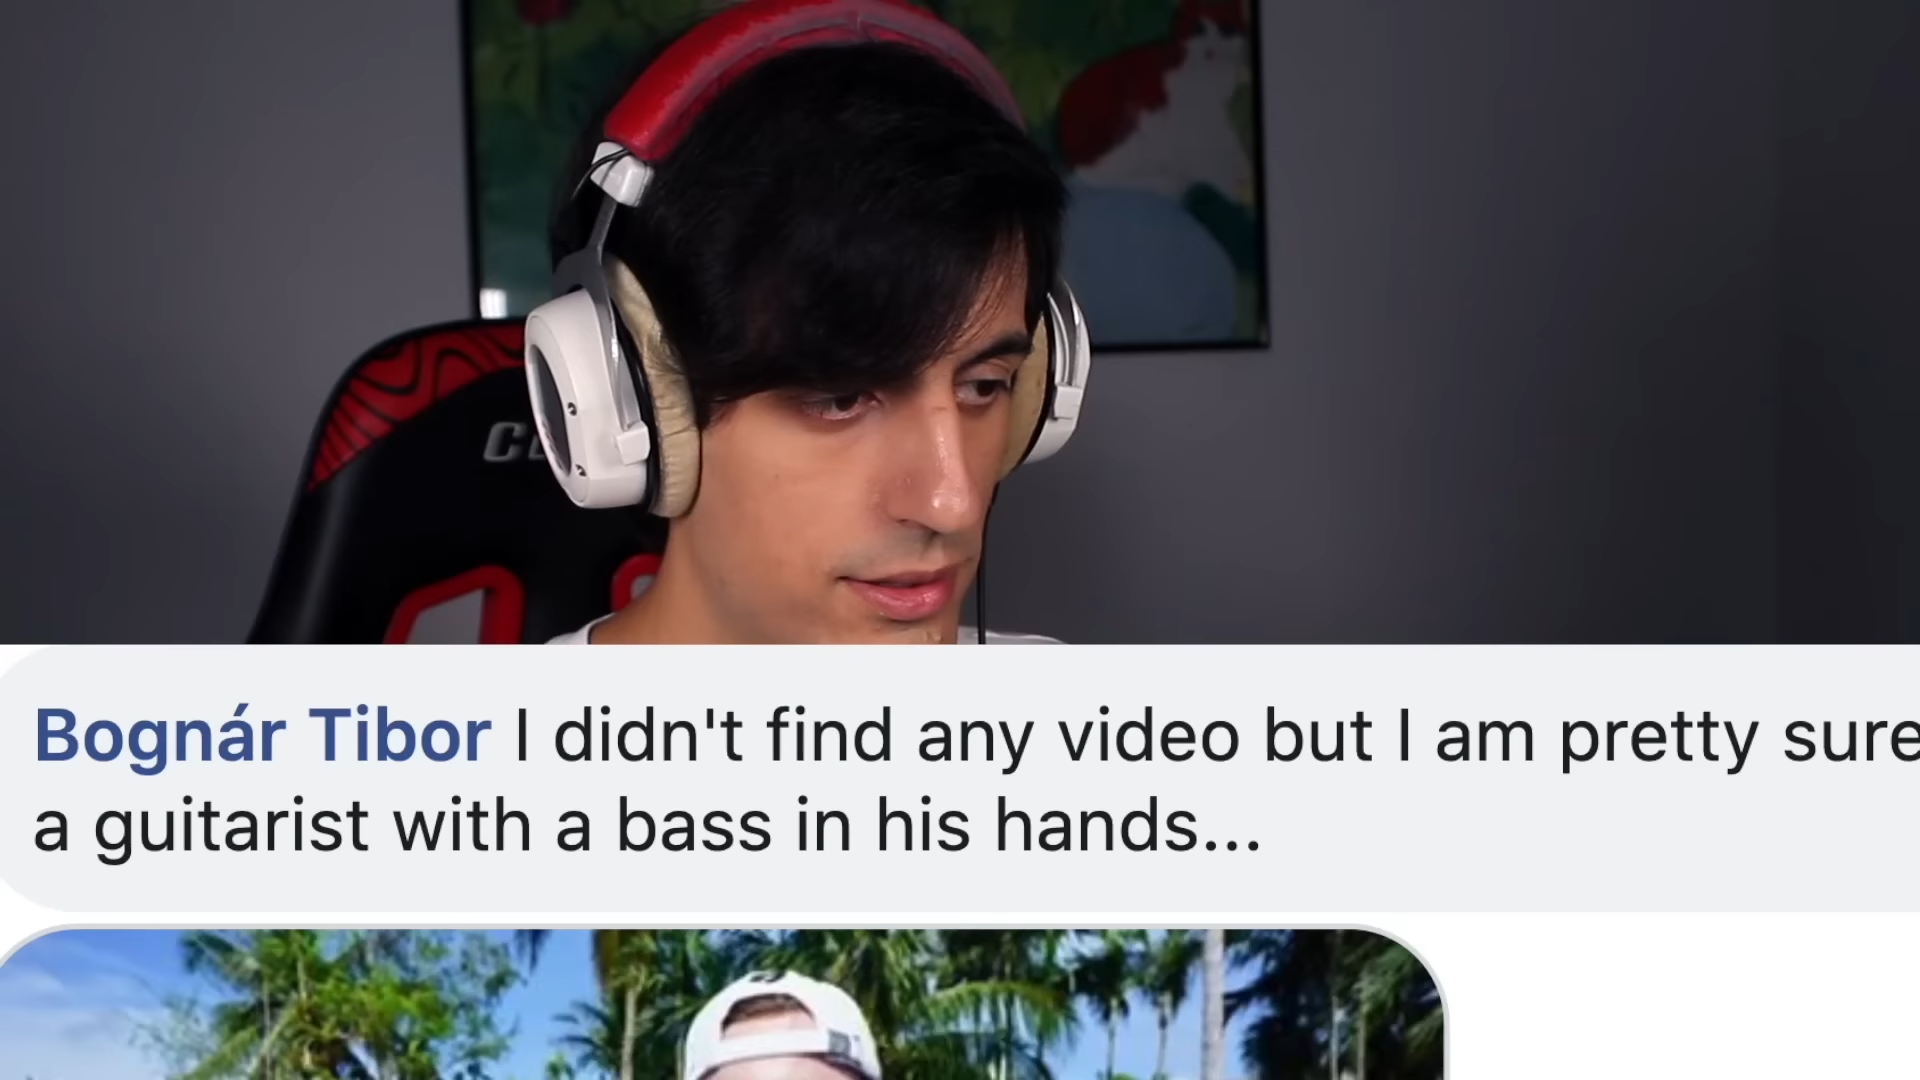 Bognár Tibor I didn't find any video but I am pretty sure
a guitarist with a bass in his hands...